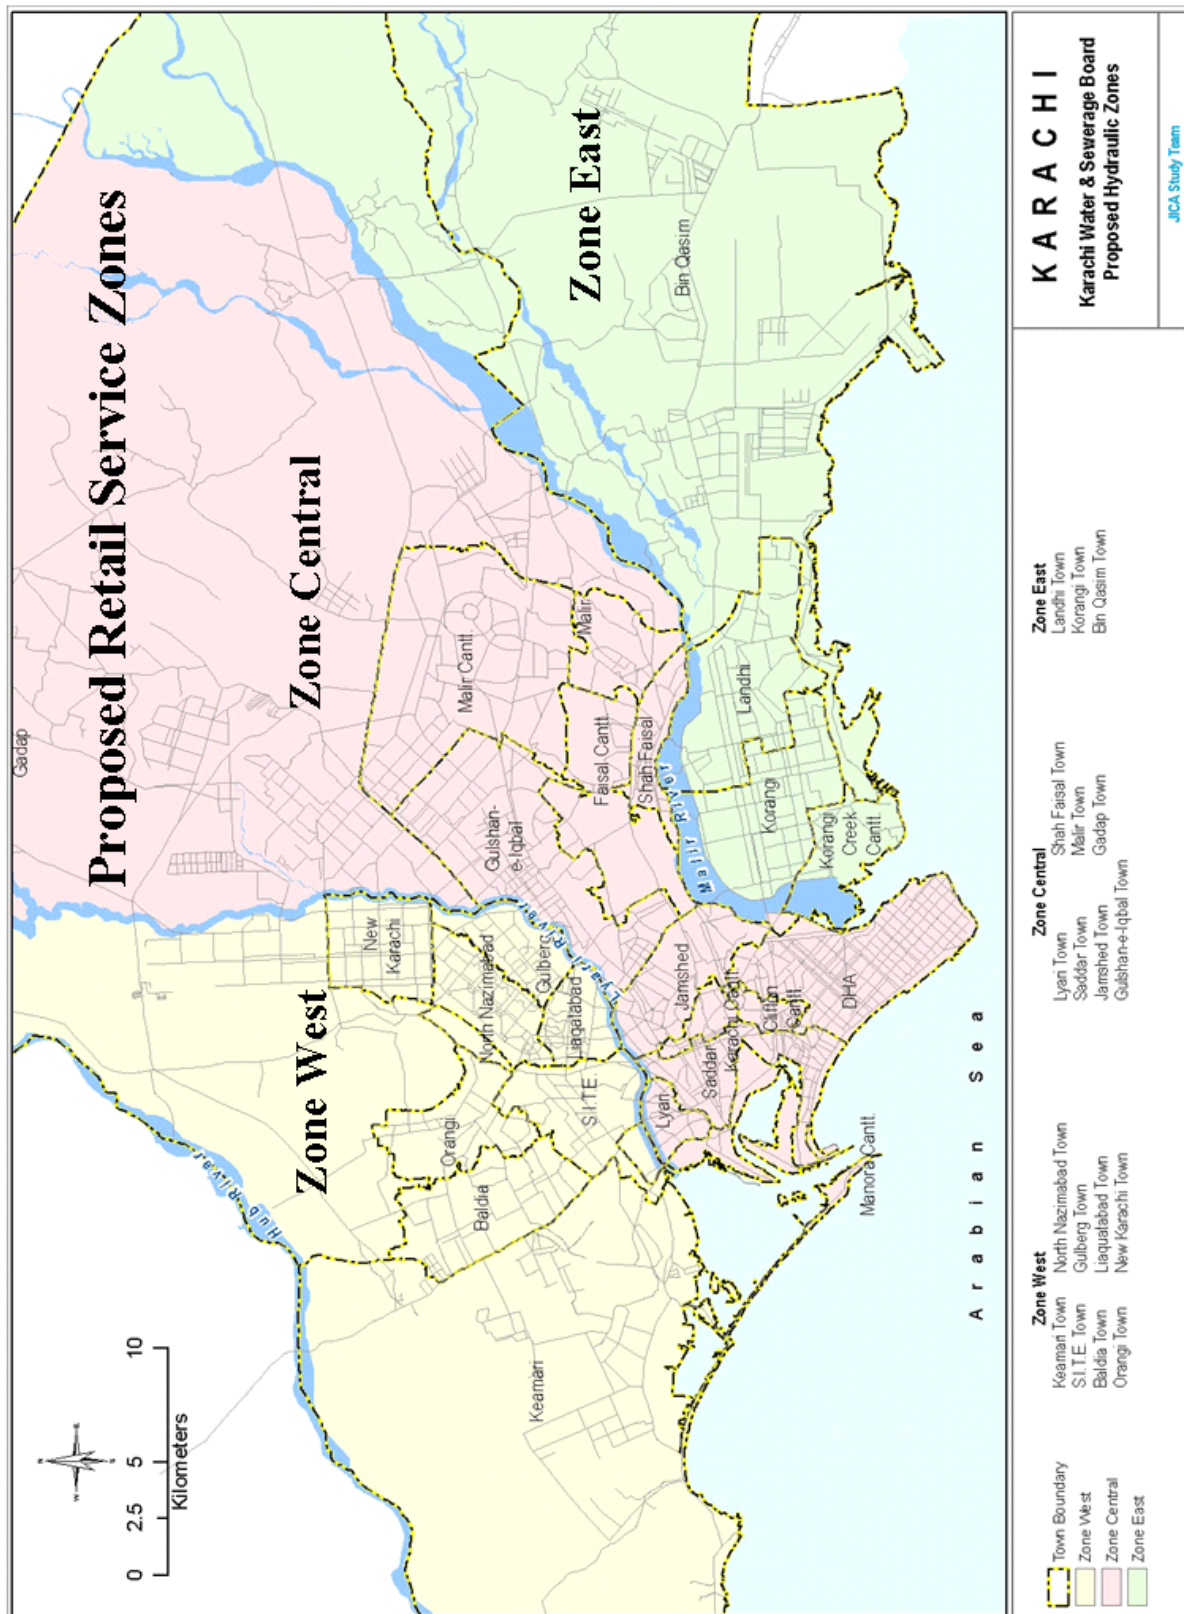 Proposed Retail Service Zones
Zone West
Zone Central
Zone East
Gadap
Hub River
New
Karachi
North Nazimabad
Gulberg
Liaqatabad
Orangi
Baldia
S.I.T.E
Keamari
Lyari River
Gulshan-
e-Iqbal
Malir Cantt.
Malir
Faisal Cantt.
Shah Faisal
Malir River
Jamshed
Karachi Cantt
Saddar
Lyari
Clifton
Cantt.
DHA
Manora Cantt.
Landhi
Korangi
Korangi
Creek
Cantt.
Bin Qasim
Arabian Sea
N
W
0 2.5 5 10
Kilometers
Town Boundary
Zone West
Zone Central
Zone East
Zone West
Keamari Town North Nazimabad Town
S.I.T.E. Town Gulberg Town
Baldia Town Liaquatabad Town
Orangi Town New Karachi Town
Zone Central
Lyari Town Shah Faisal Town
Saddar Town Malir Town
Jamshed Town Gadap Town
Gulshan-e-Iqbal Town
Zone East
Landhi Town
Korangi Town
Bin Qasim Town
KARACHI
Karachi Water & Sewerage Board
Proposed Hydraulic Zones
JICA Study Team